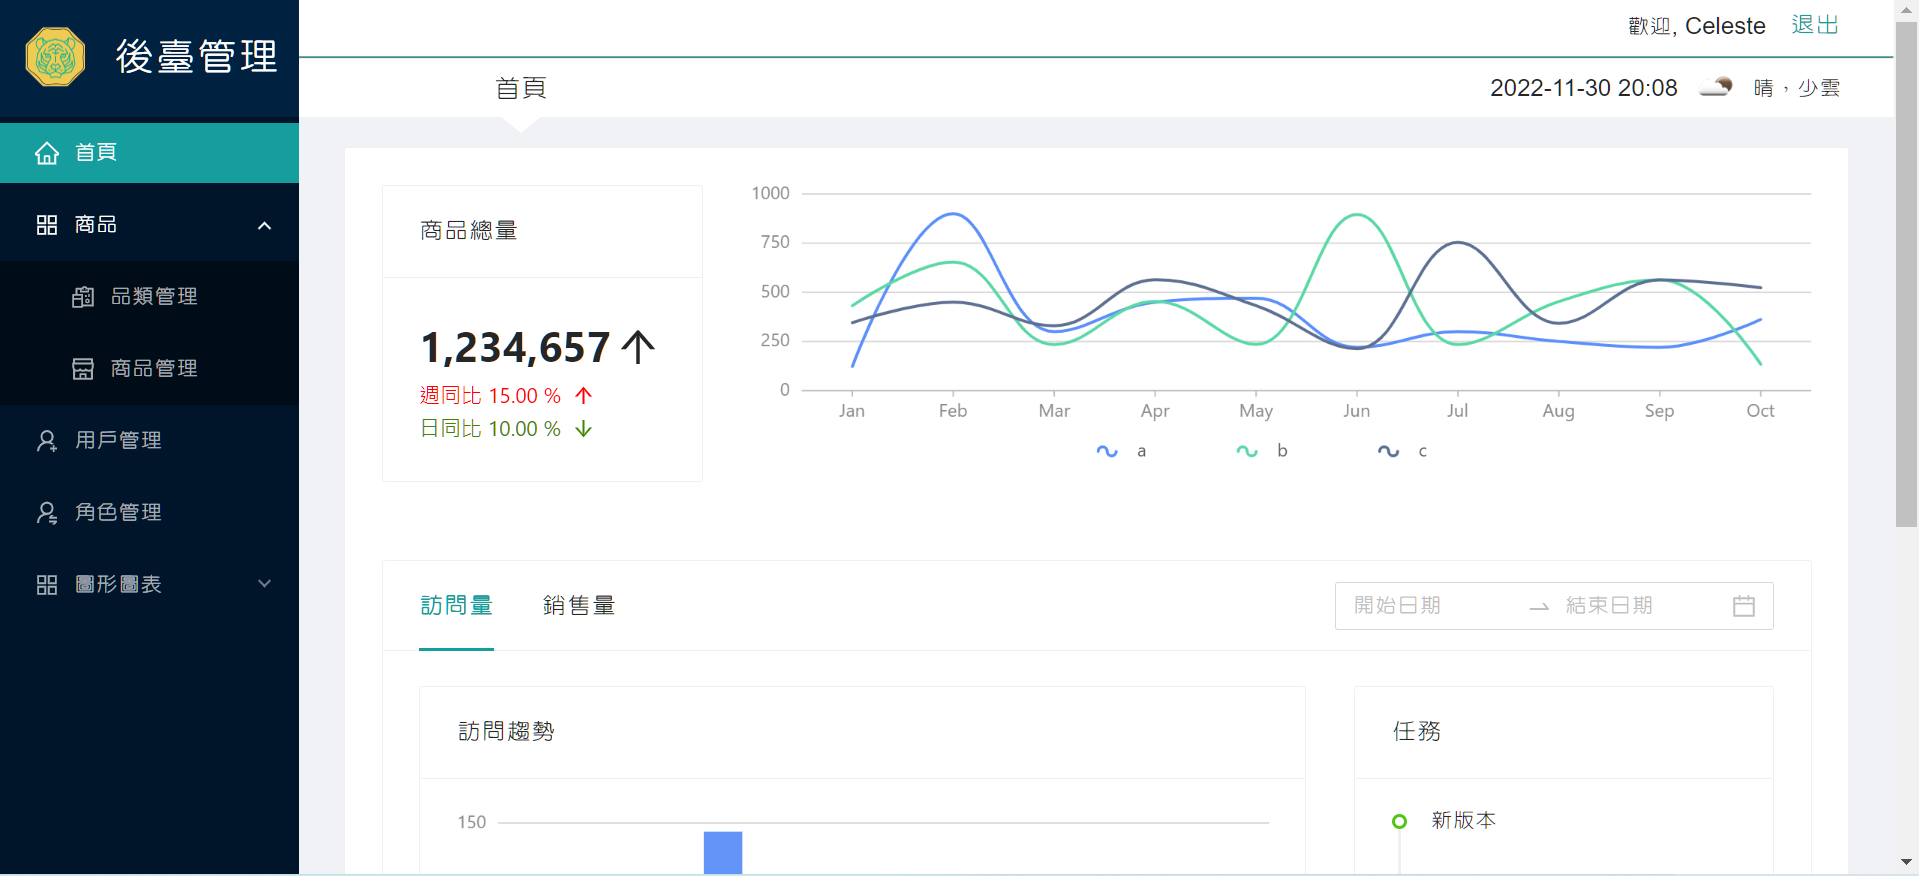 後臺管理
歡迎, Celeste 退出
首頁
2022-11-30 20:08 晴，少雲
首頁
商品
品類管理
商品管理
用戶管理
角色管理
圖形圖表
商品總量
1,234,657
週同比 15.00 %
日同比 10.00 %
1000
750
500
250
0
Jan Feb Mar Apr May Jun Jul Aug Sep Oct
a b c
訪問量 銷售量
開始日期 結束日期
訪問趨勢
150
任務
新版本